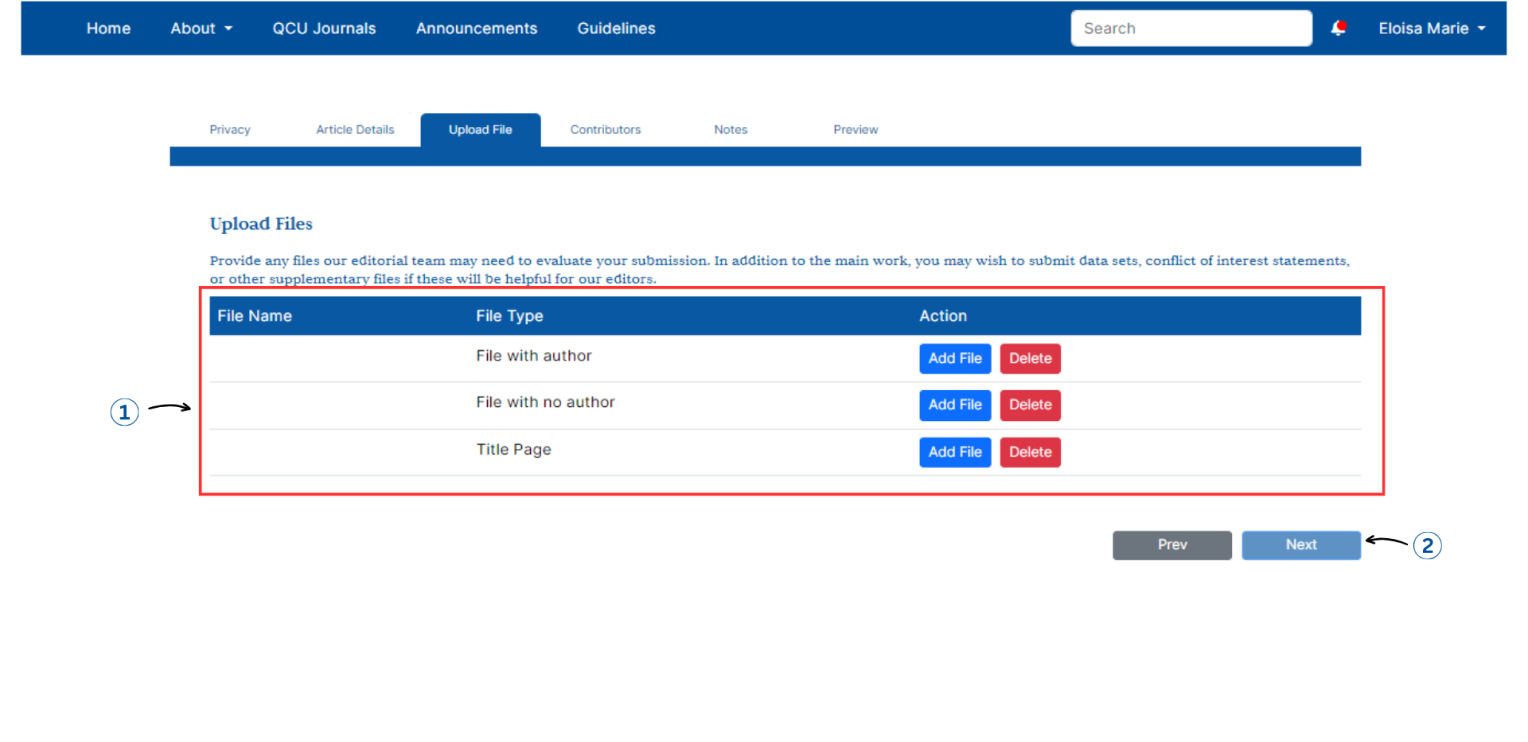 Home About QCU Journals Announcements Guidelines Search Eloisa Marie
Privacy Article Details Upload File Contributors Notes Preview
Upload Files
Provide any files our editorial team may need to evaluate your submission. In addition to the main work, you may wish to submit data sets, conflict of interest statements,
or other supplementary files if these will be helpful for our editors.
File Name File Type Action
File with author Add File Delete
① File with no author Add File Delete
Title Page Add File Delete
Prev Next ②